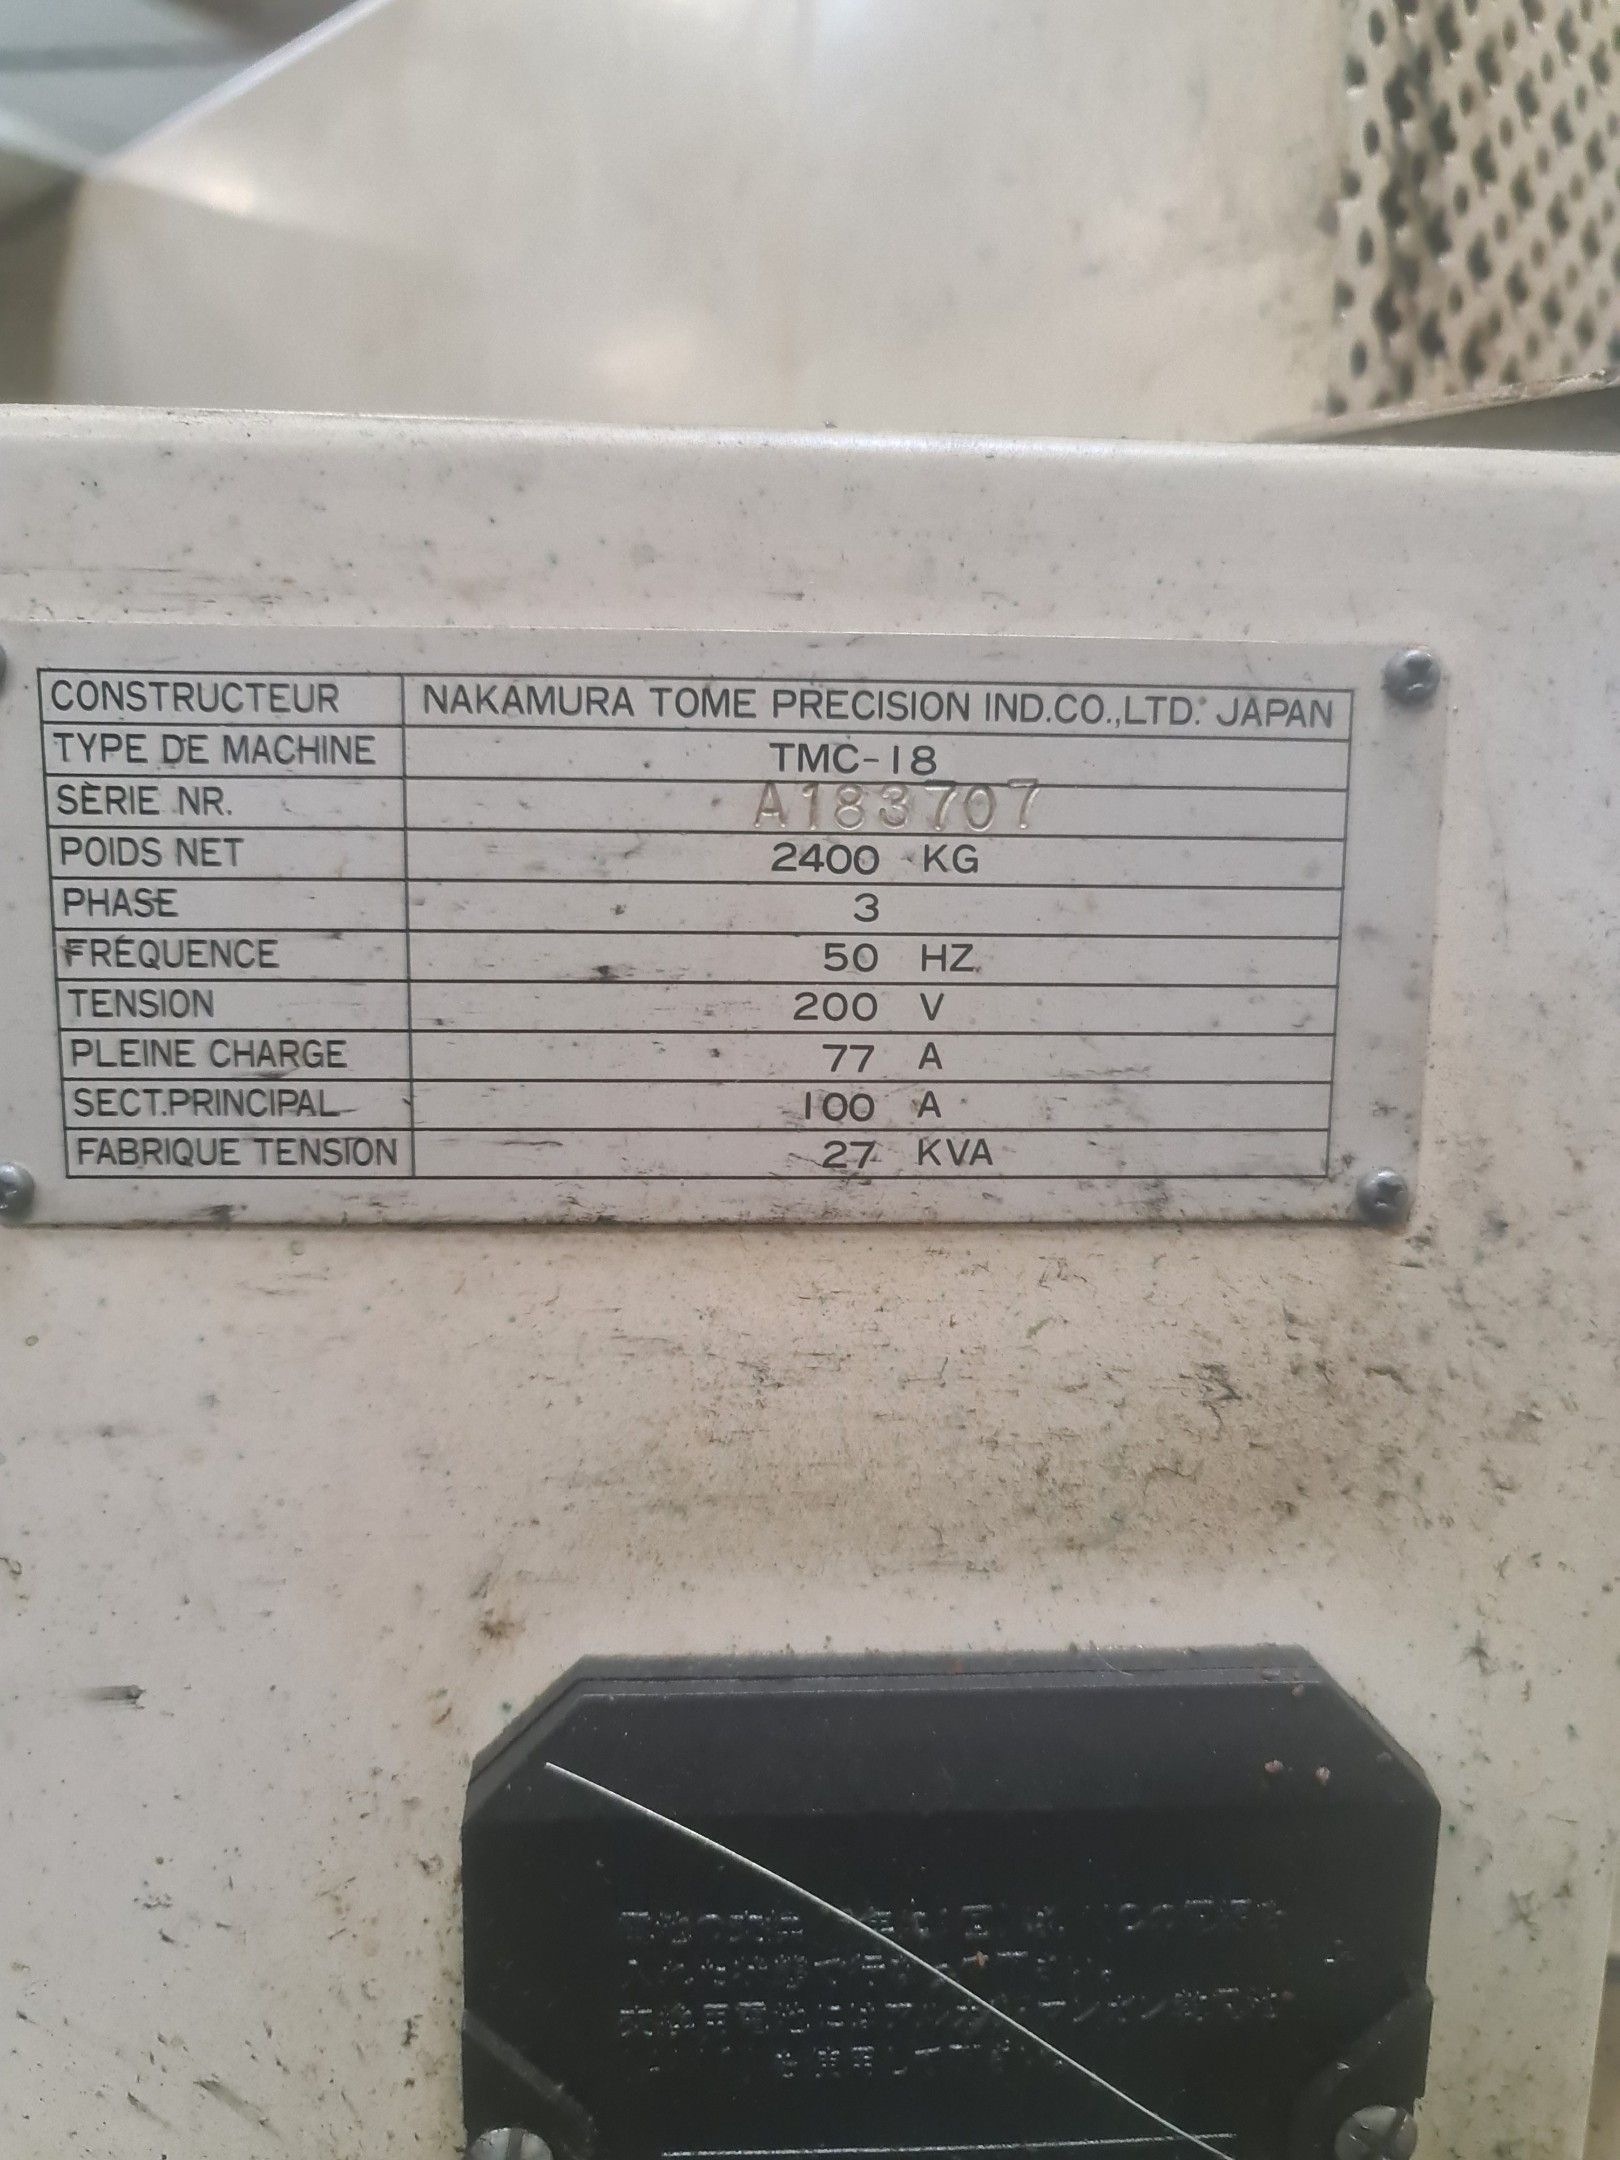 CONSTRUCTEUR NAKAMURA TOME PRECISION IND.CO.,LTD. JAPAN
TYPE DE MACHINE TMC-18
SÈRIE NR. A183707
POIDS NET 2400 KG
PHASE 3
FRÉQUENCE 50 HZ
TENSION 200 V
PLEINE CHARGE 77 A
SECT.PRINCIPAL 100 A
FABRIQUE TENSION 27 KVA